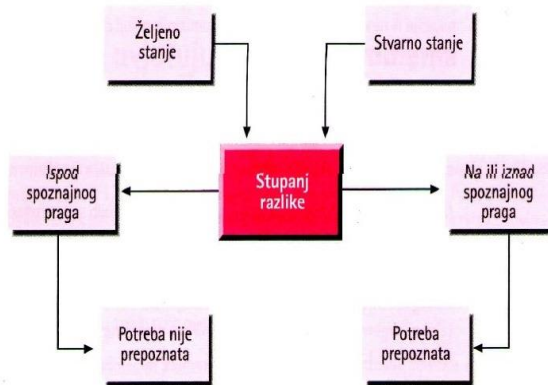 Željeno
stanje
Stvarno stanje
Stupanj
razlike
Ispod
spoznajnog
praga
Na ili iznad
spoznajnog
praga
Potreba nije
prepoznata
Potreba
prepoznata